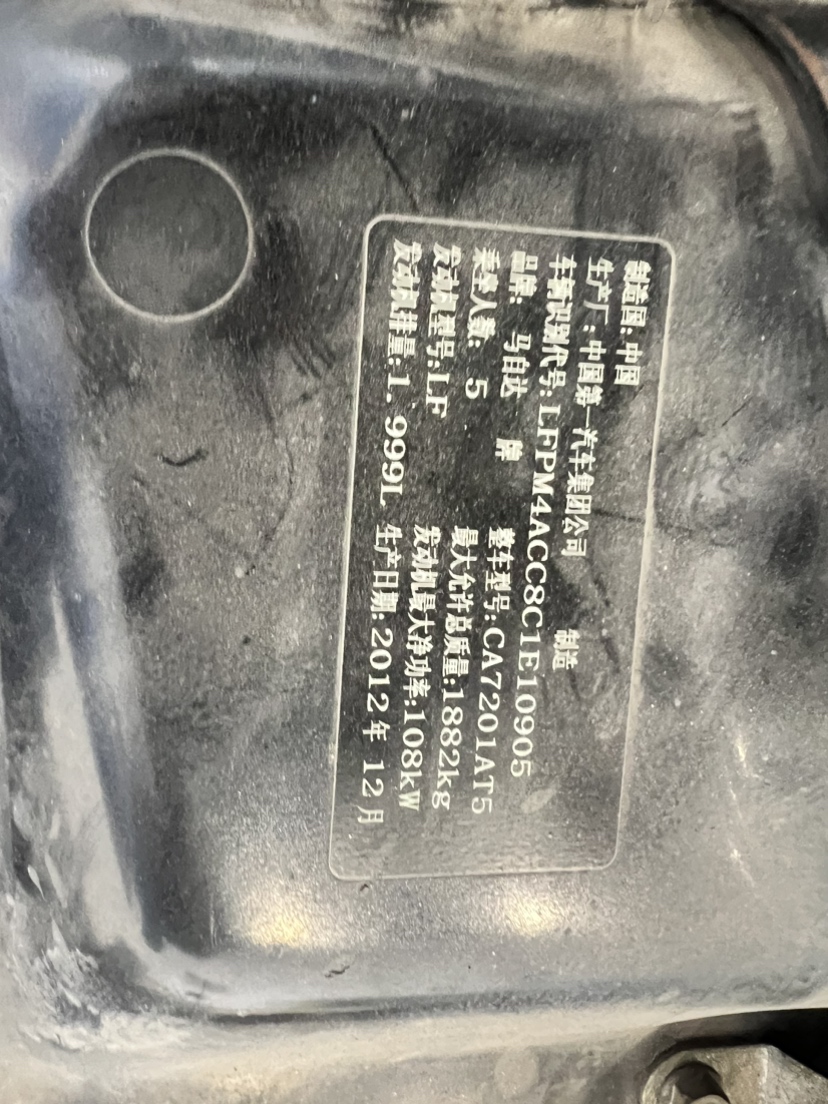 制造国:中国
生产厂:中国第一汽车集团公司 制造
车辆识别代号:LFPM4ACC8C1E10905
品牌: 马自达 牌 整车型号:CA7201AT5
乘坐人数: 5 最大允许总质量:1882kg
发动机型号:LF 发动机最大净功率:108kW
发动机排量:1.999L 生产日期:2012年 12月